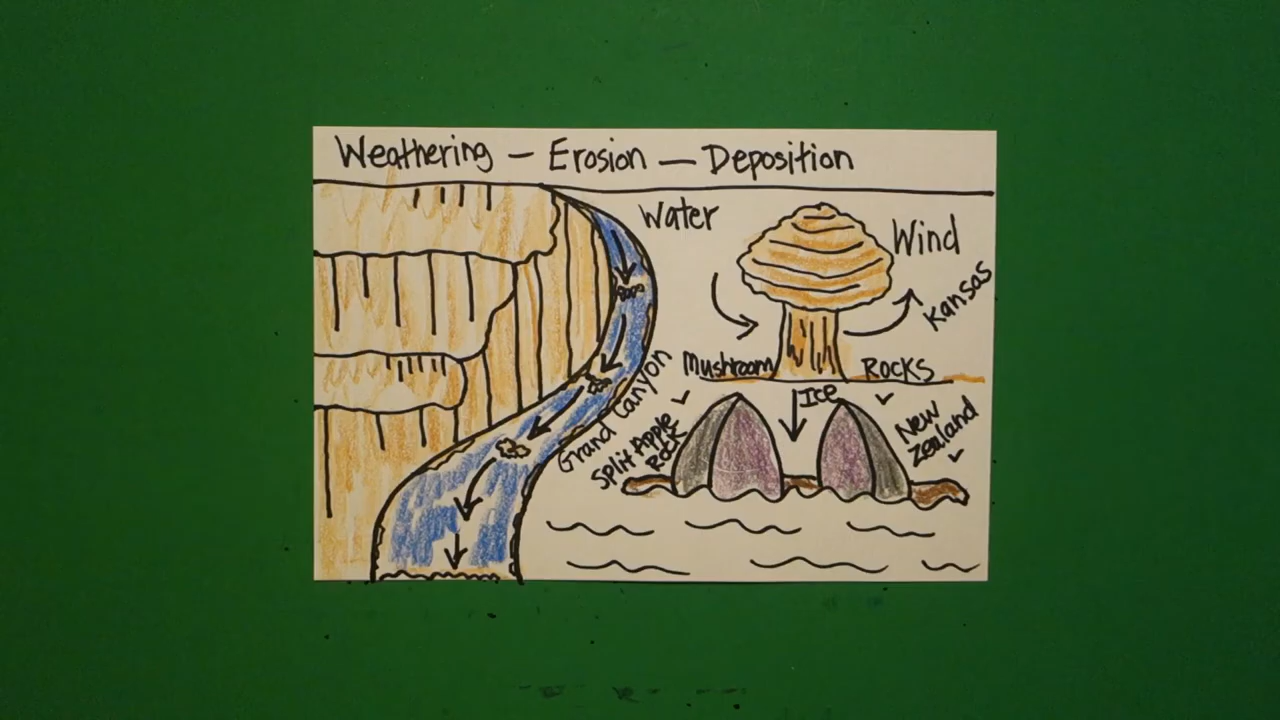 Weathering — Erosion — Deposition
Water
Wind
Kansas
Mushroom Rocks
Grand Canyon
Ice
Split Apple
Rock
New
Zealand